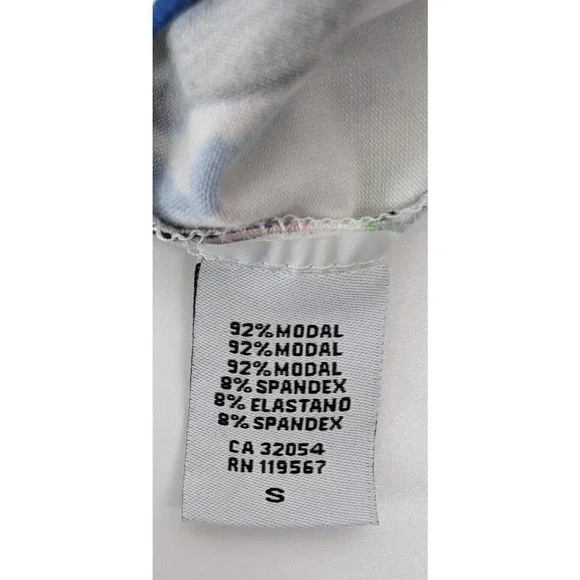 92% MODAL
92% MODAL
92% MODAL
8% SPANDEX
8% ELASTANO
8% SPANDEX
CA 32054
RN 119567
S